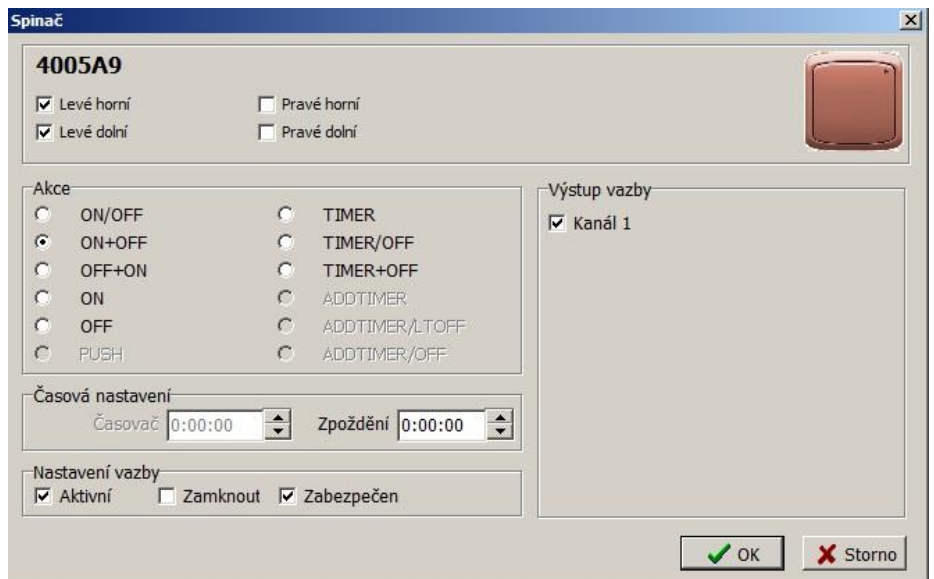 Spinač
4005A9
Levé horní Pravé horní
Levé dolní Pravé dolní
Akce
ON/OFF TIMER
ON+OFF TIMER/OFF
OFF+ON TIMER+OFF
ON ADDTIMER
OFF ADDTIMER/LTOFF
PUSH ADDTIMER/OFF
Výstup vazby
Kanál 1
Časová nastavení
Časovač 0:00:00 Zpoždění 0:00:00
Nastavení vazby
Aktivní Zamknout Zabezpečen
OK Storno